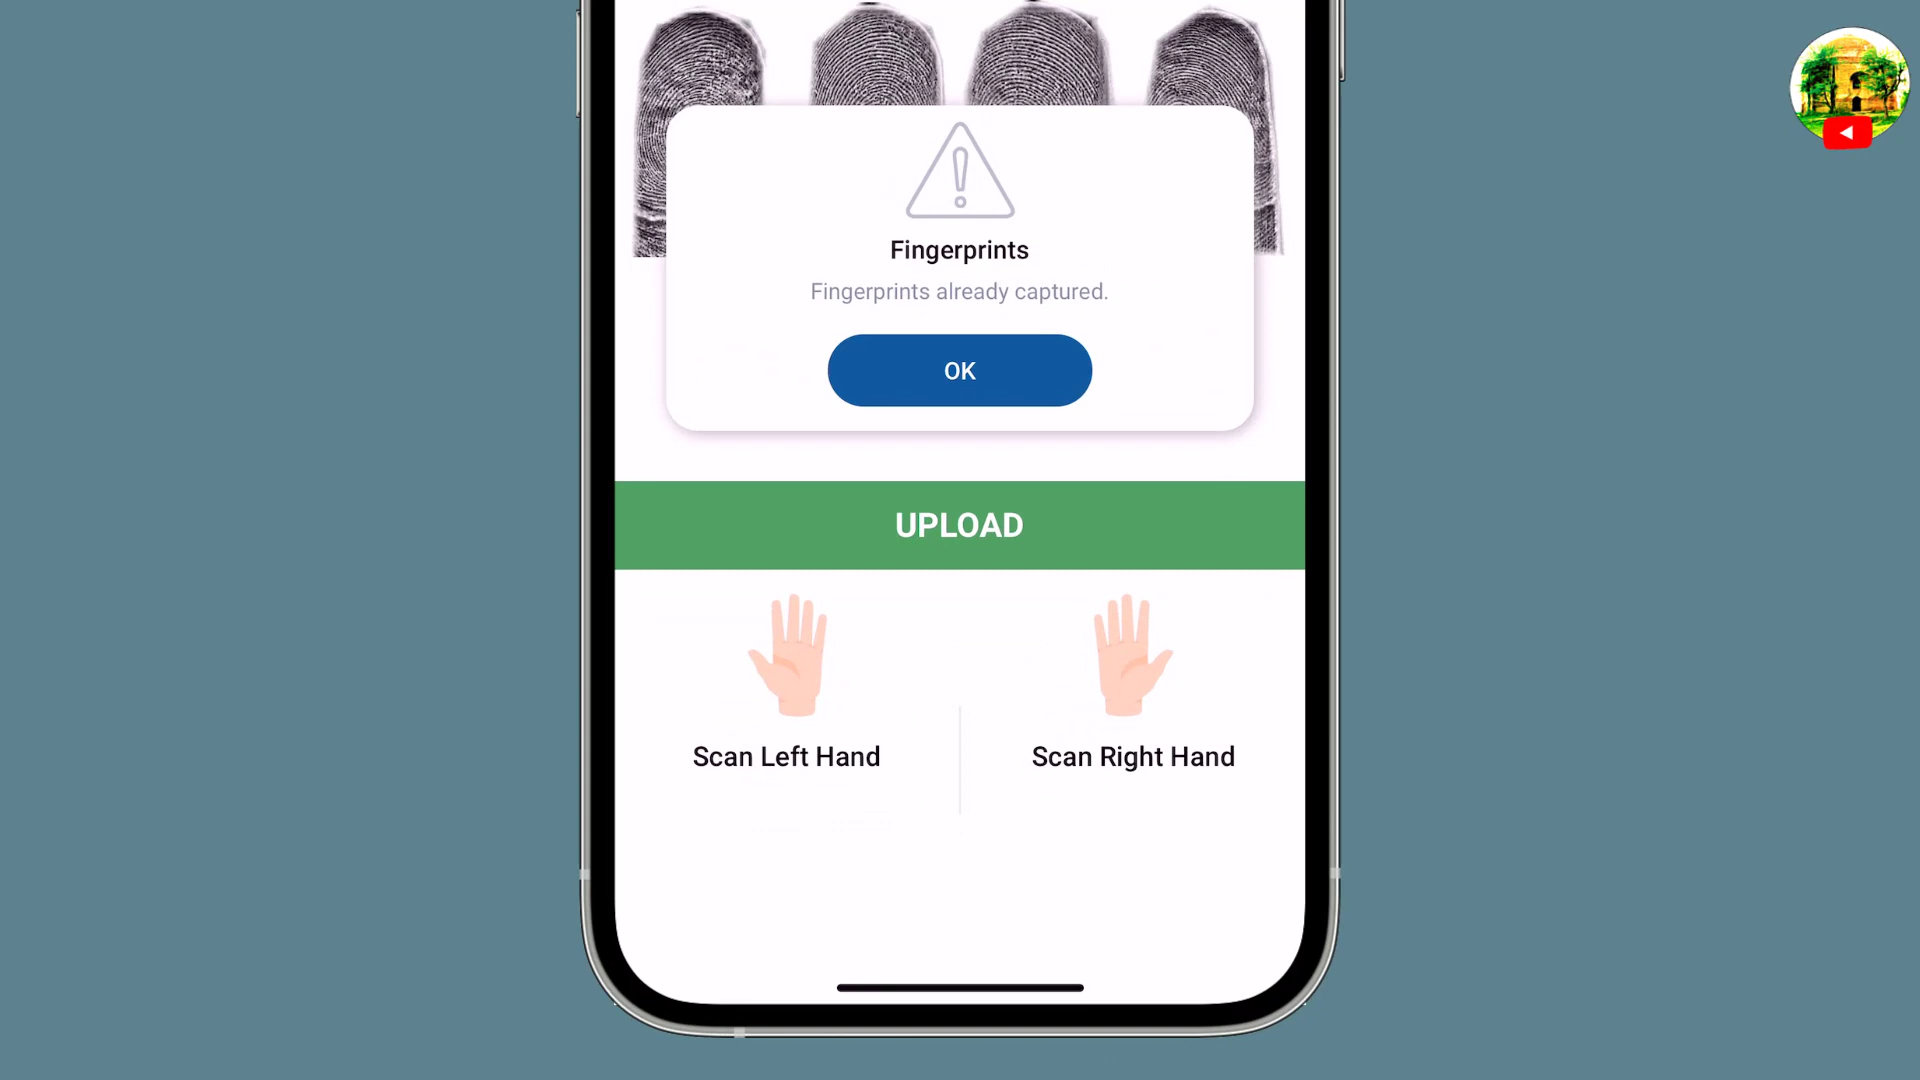 Fingerprints
Fingerprints already captured.
OK
UPLOAD
Scan Left Hand
Scan Right Hand